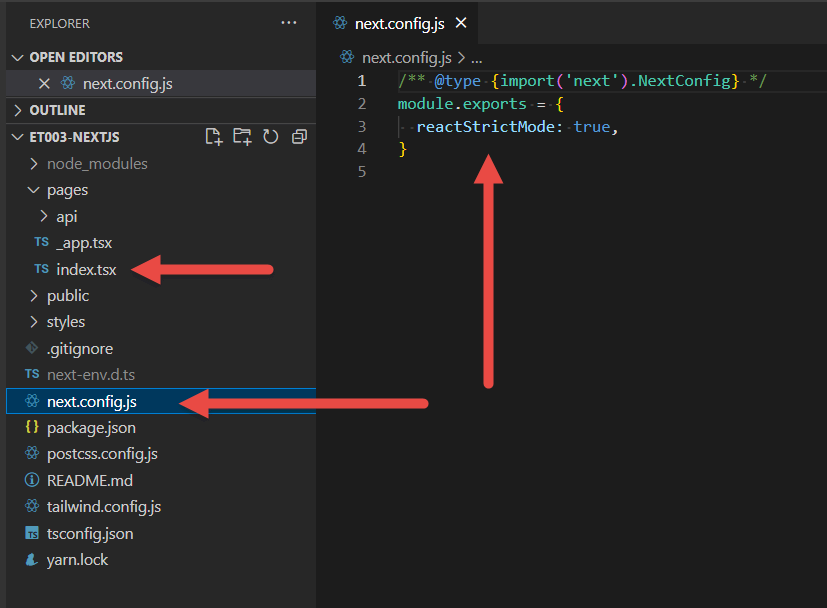 EXPLORER
OPEN EDITORS
next.config.js
OUTLINE
ET003-NEXTJS
node_modules
pages
api
TS _app.tsx
TS index.tsx
public
styles
.gitignore
TS next-env.d.ts
next.config.js
{} package.json
postcss.config.js
README.md
tailwind.config.js
TS tsconfig.json
yarn.lock
next.config.js
next.config.js > ...
1 /** @type {import('next').NextConfig} */
2 module.exports = {
3 reactStrictMode: true,
4 }
5